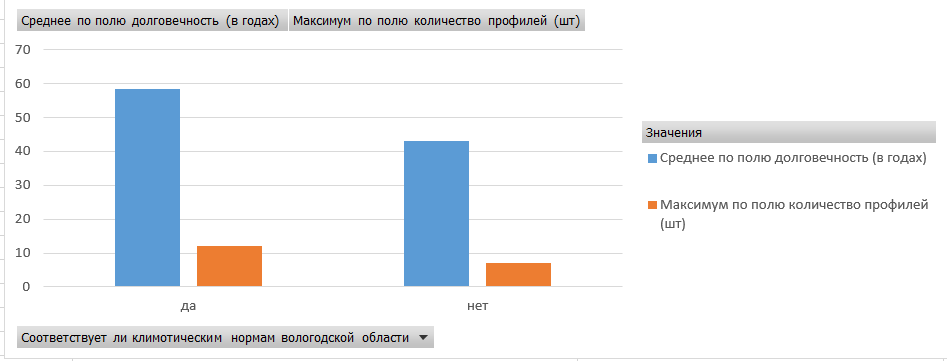 Среднее по полю долговечность (в годах) Максимум по полю количество профилей (шт)
70
60
50
40
30
20
10
0
да нет
Значения
Среднее по полю долговечность (в годах)
Максимум по полю количество профилей
(шт)
Соответствует ли климотическим нормам вологодской области